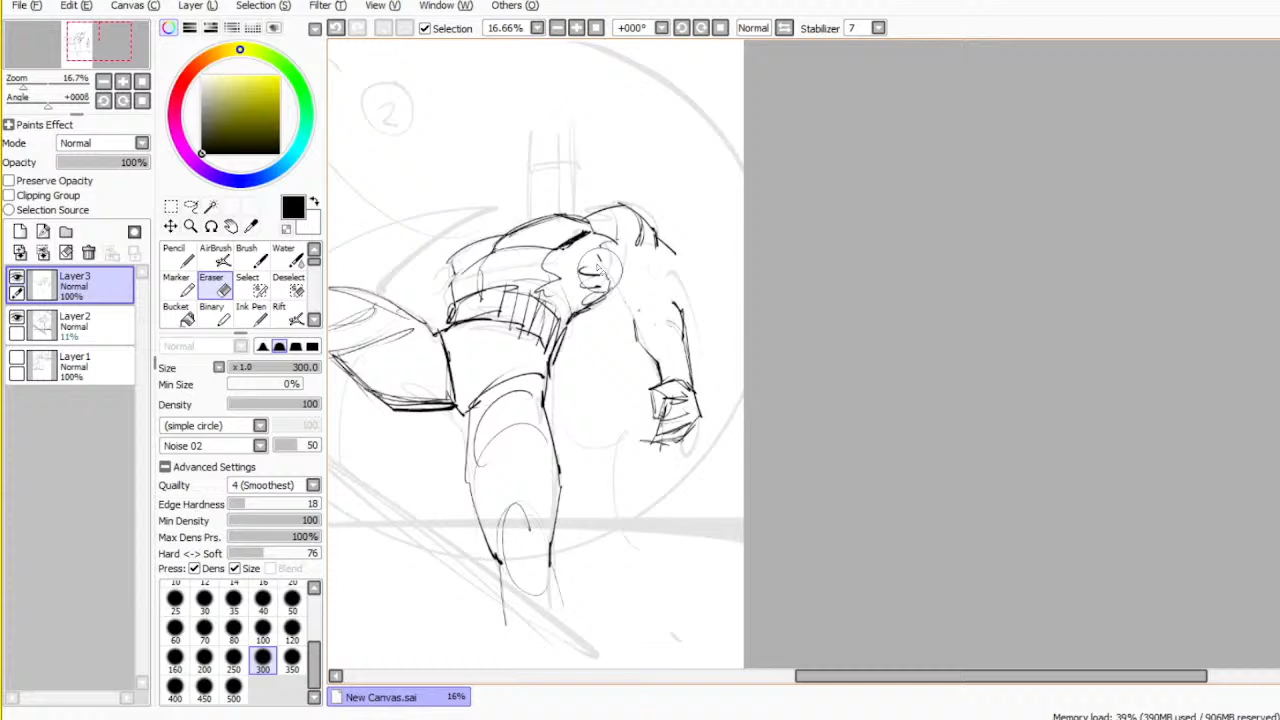 File (F) Edit (E) Canvas (C) Layer (L) Selection (S) Filter (T) View (V) Window (W) Others (O)
Selection 16.66% +000° Normal Stabilizer 7
Zoom 16.7%
Angle +000ß
Paints Effect
Mode Normal
Opacity 100%
Preserve Opacity
Clipping Group
Selection Source
Layer3
Normal
100%
Layer2
Normal
11%
Layer1
Normal
100%
Pencil AirBrush Brush Water
Marker Eraser Select Deselect
Bucket Binary Ink Pen Rift
Normal
Size x 1.0 300.0
Min Size 0%
Density 100
(simple circle) 100
Noise 02 50
Advanced Settings
Quailty 4 (Smoothest)
Edge Hardness 18
Min Density 100
Max Dens Prs. 100%
Hard <-> Soft 76
Press: Dens Size Blend
10 12 14 16 20
25 30 35 40 50
60 70 80 100 120
160 200 250 300 350
400 450 500
2
New Canvas.sai 16%
Memory load: 39% (390MB used / 906MB reserved)